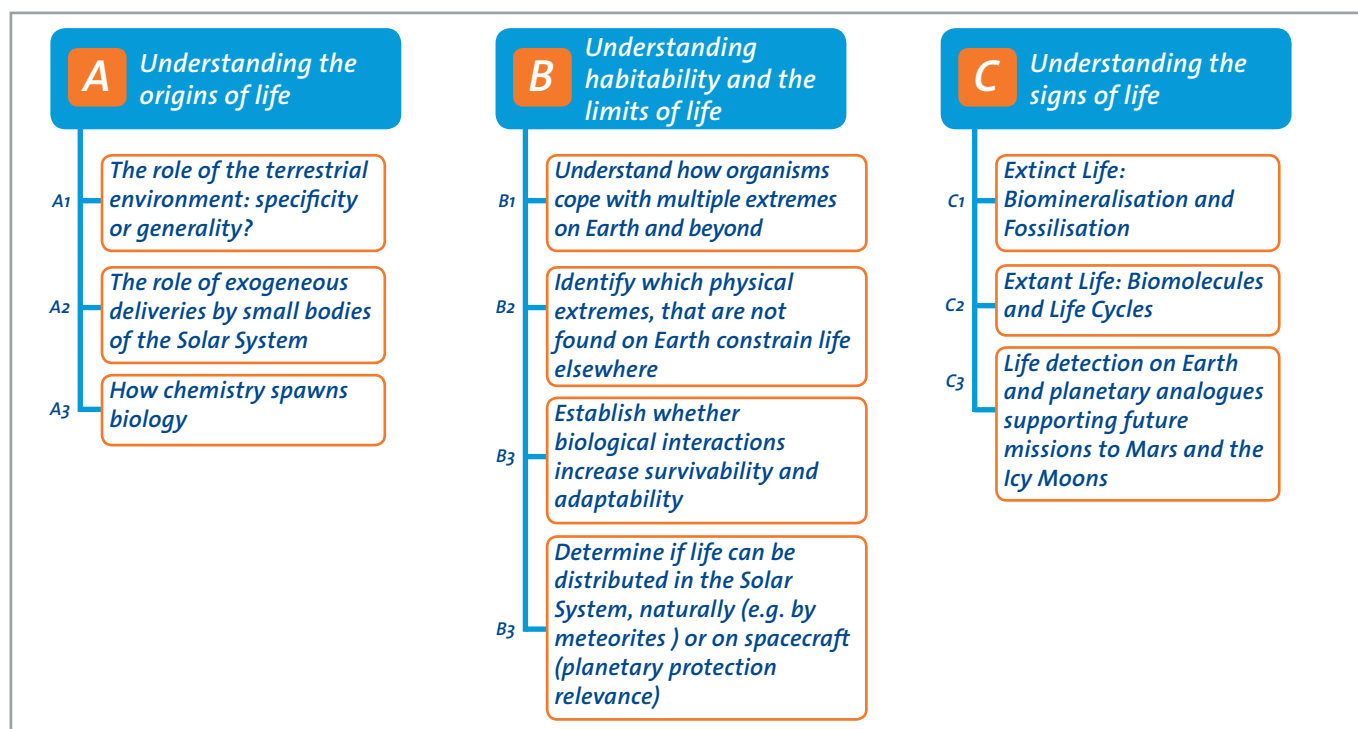 A
Understanding the
origins of life
A1
The role of the terrestrial
environment: specificity
or generality?
A2
The role of exogeneous
deliveries by small bodies
of the Solar System
A3
How chemistry spawns
biology
B
Understanding
habitability and the
limits of life
B1
Understand how organisms
cope with multiple extremes
on Earth and beyond
B2
Identify which physical
extremes, that are not
found on Earth constrain life
elsewhere
B3
Establish whether
biological interactions
increase survivability and
adaptability
B3
Determine if life can be
distributed in the Solar
System, naturally (e.g. by
meteorites ) or on spacecraft
(planetary protection
relevance)
C
Understanding the
signs of life
C1
Extinct Life:
Biomineralisation and
Fossilisation
C2
Extant Life: Biomolecules
and Life Cycles
C3
Life detection on Earth
and planetary analogues
supporting future
missions to Mars and the
Icy Moons